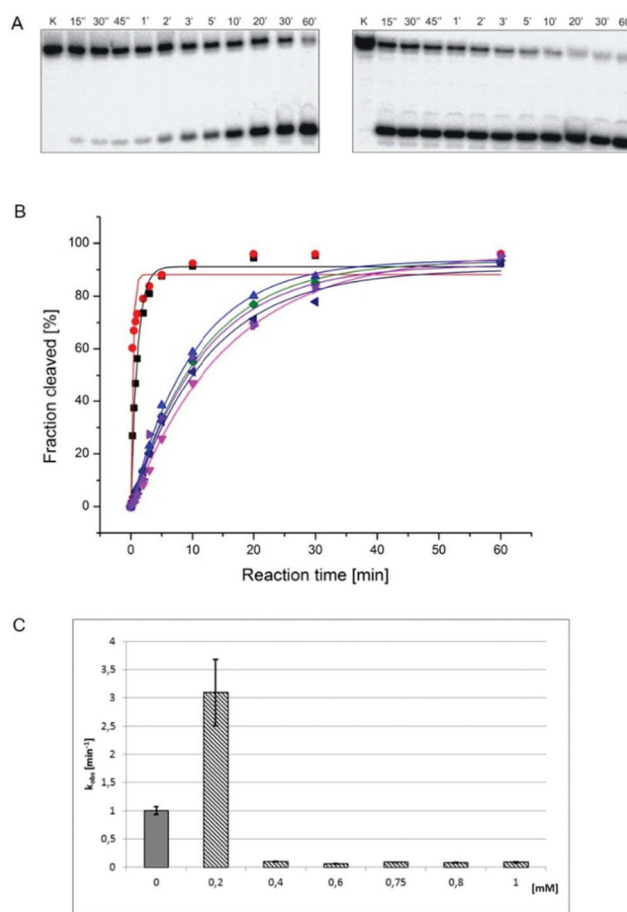 A
K 15" 30" 45" 1' 2' 3' 5' 10' 20' 30' 60'
K 15" 30" 45" 1' 2' 3' 5' 10' 20' 30' 60'
B
Fraction cleaved [%]
100
80
60
40
20
0
0 10 20 30 40 50 60
Reaction time [min]
C
k_obs [min⁻¹]
4
3,5
3
2,5
2
1,5
1
0,5
0
0 0,2 0,4 0,6 0,75 0,8 1 [mM]